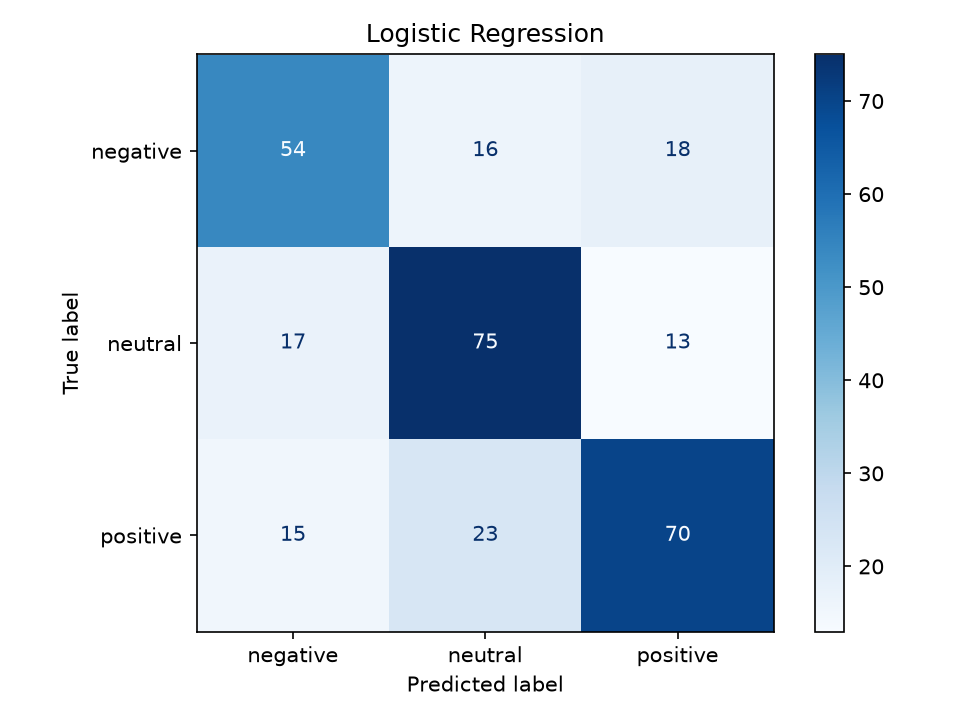 Logistic Regression
True label
negative 54 16 18
neutral 17 75 13
positive 15 23 70
negative neutral positive
Predicted label
70
60
50
40
30
20